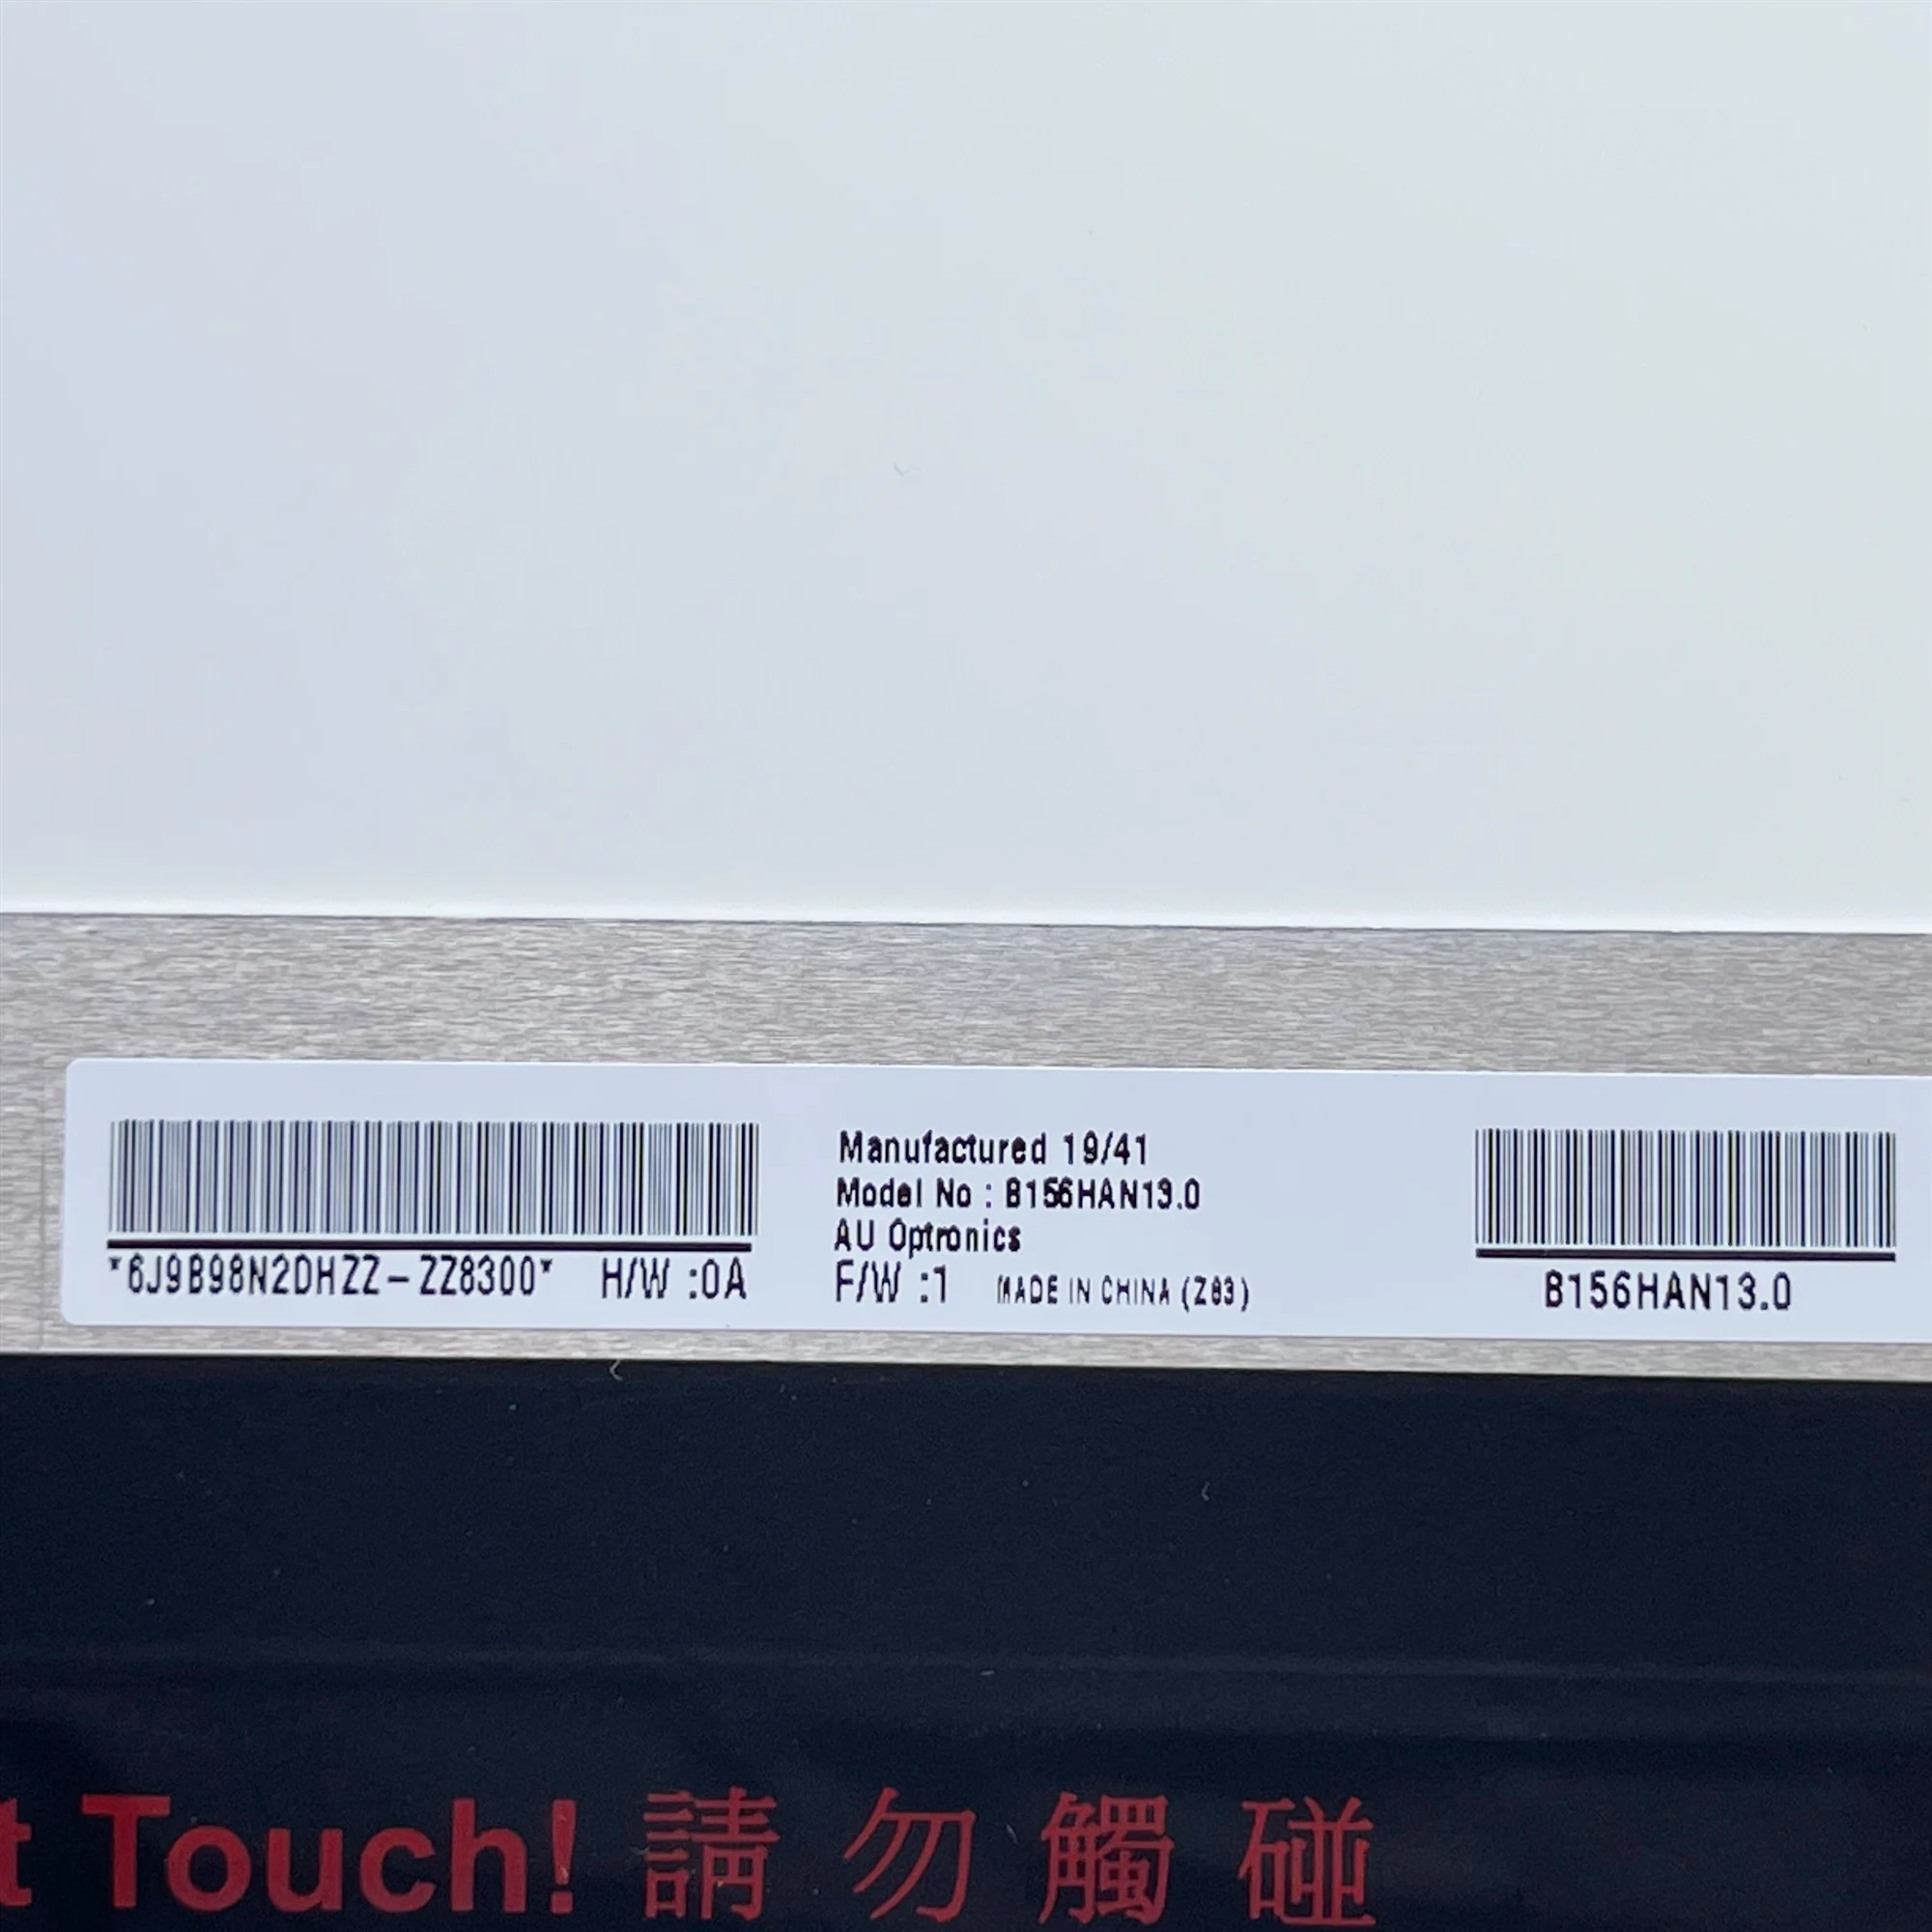 Manufactured 19/41
Model No : B156HAN13.0
AU Optronics
*6J9B98N2DHZZ-ZZ8300* H/W :0A F/W :1 MADE IN CHINA (Z83) B156HAN13.0
t Touch! 請勿觸碰